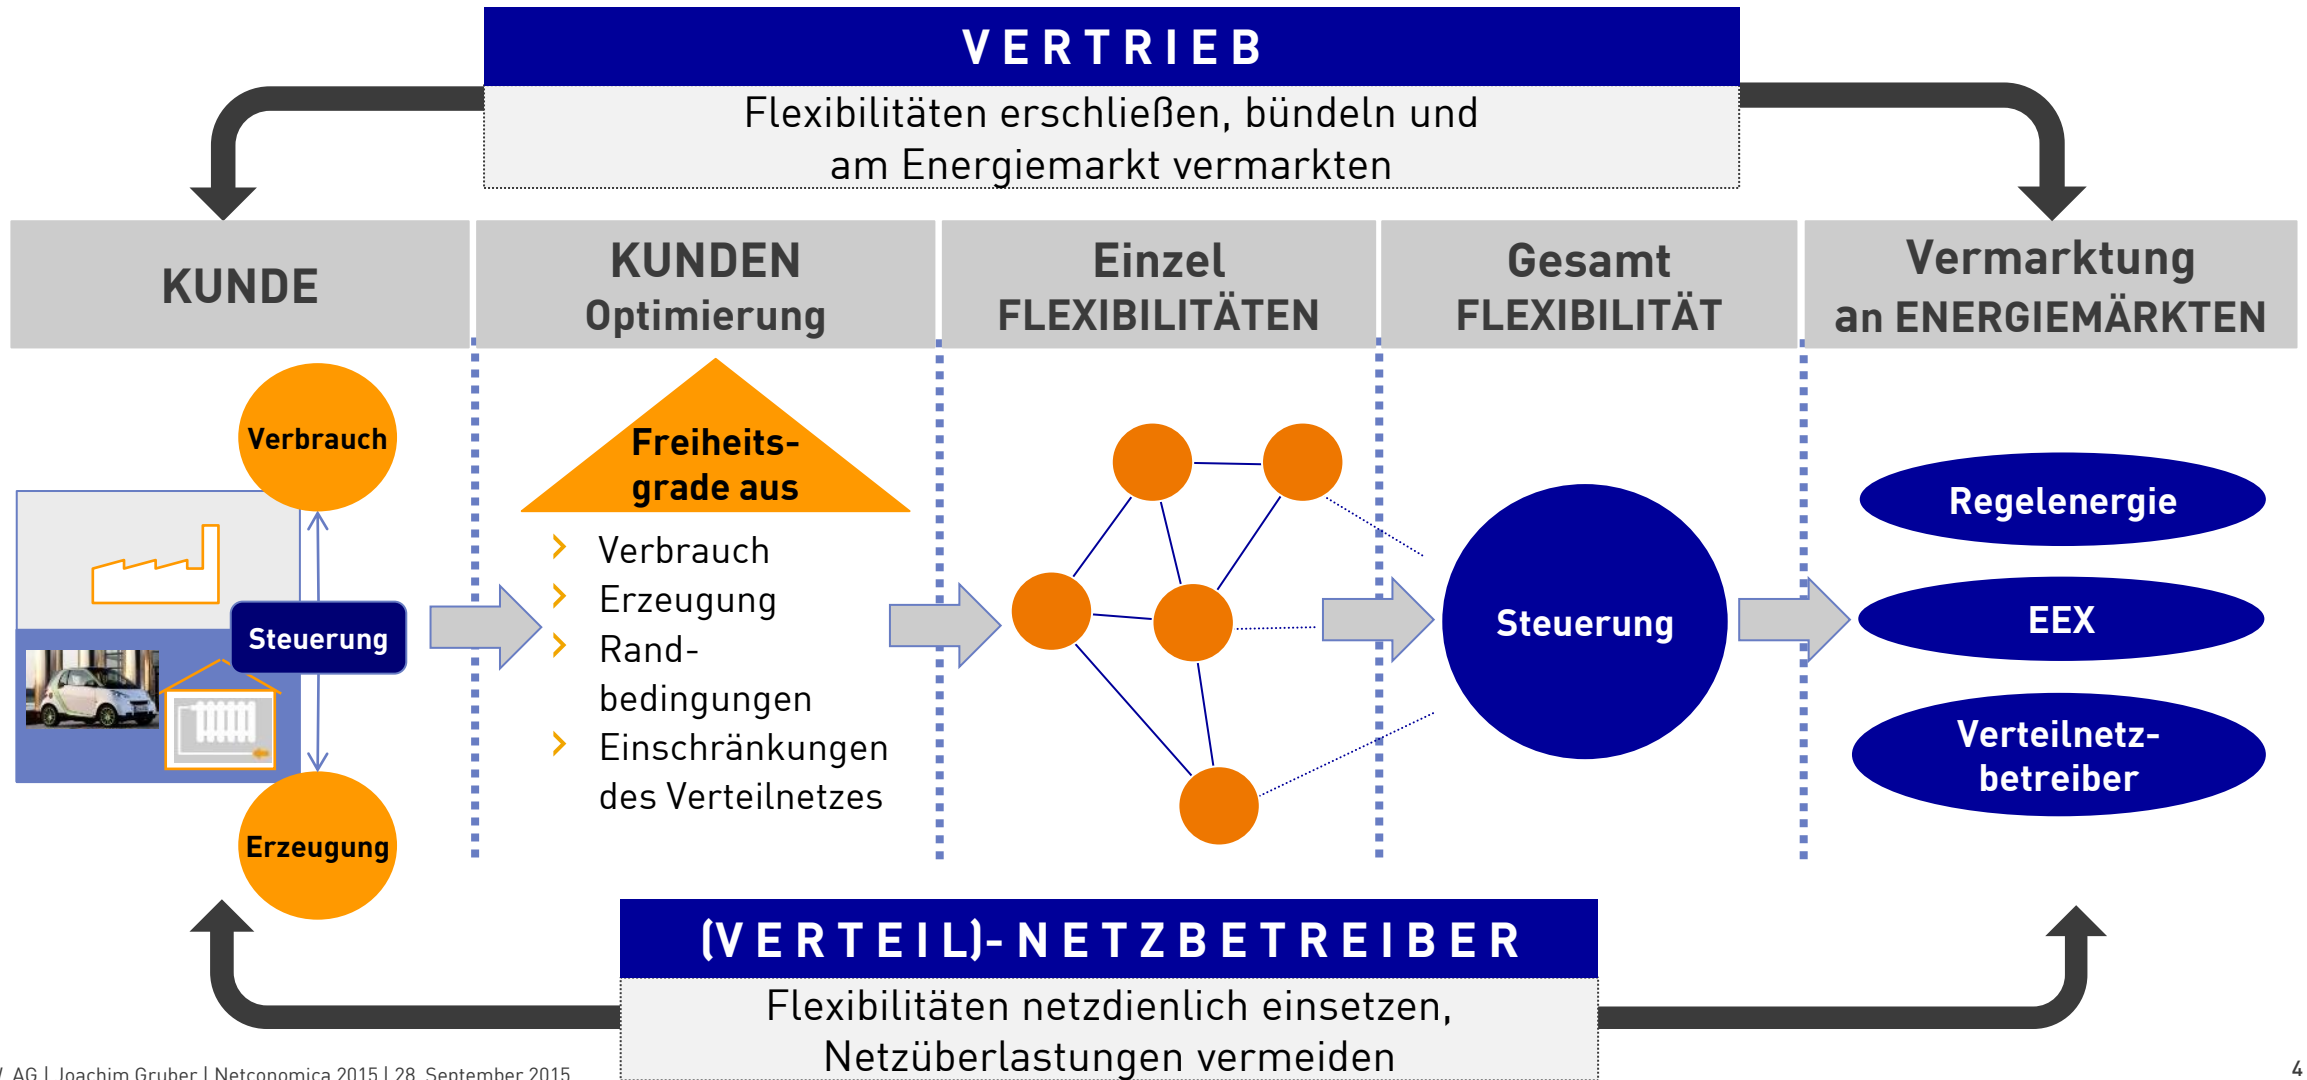 VERTRIEB
Flexibilitäten erschließen, bündeln und
am Energiemarkt vermarkten
KUNDE
KUNDEN
Optimierung
Einzel
FLEXIBILITÄTEN
Gesamt
FLEXIBILITÄT
Vermarktung
an ENERGIEMÄRKTEN
Verbrauch
Steuerung
Erzeugung
Freiheits-
grade aus
Verbrauch
Erzeugung
Rand-
bedingungen
Einschränkungen
des Verteilnetzes
Steuerung
Regelenergie
EEX
Verteilnetz-
betreiber
(VERTEIL)-NETZBETREIBER
Flexibilitäten netzdienlich einsetzen,
Netzüberlastungen vermeiden
AG | Joachim Gruber | Netconomica 2015 | 28. September 2015
4